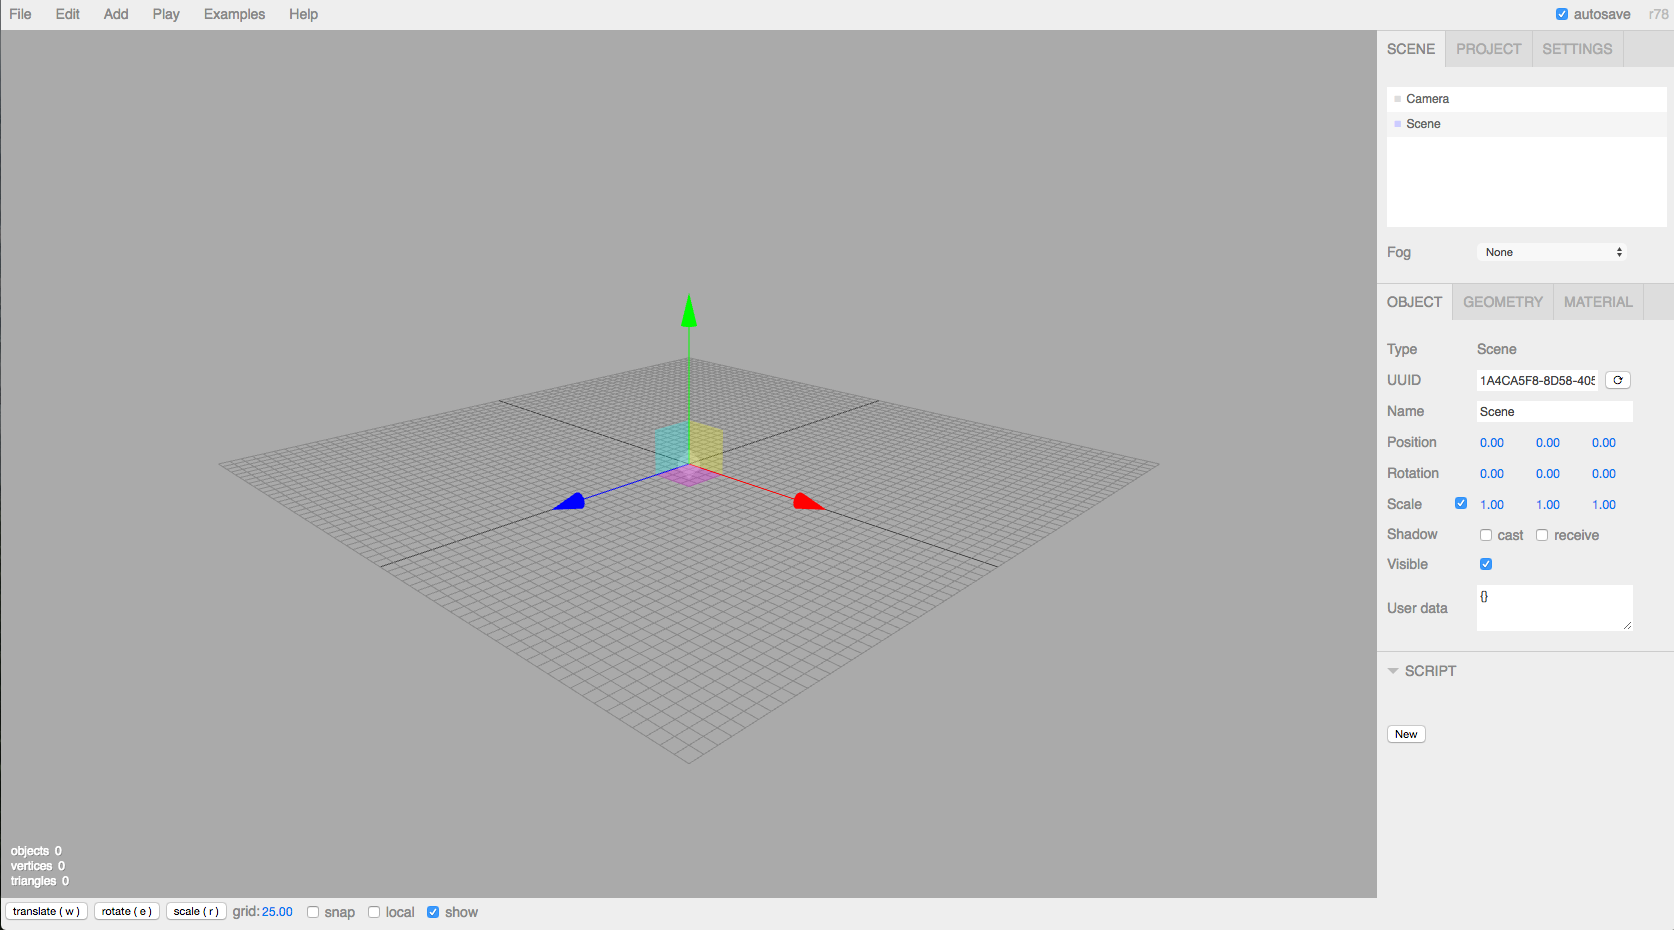 File Edit Add Play Examples Help autosave r78
SCENE PROJECT SETTINGS
Camera
Scene
Fog None
OBJECT GEOMETRY MATERIAL
Type Scene
UUID 1A4CA5F8-8D58-405
Name Scene
Position 0.00 0.00 0.00
Rotation 0.00 0.00 0.00
Scale 1.00 1.00 1.00
Shadow cast receive
Visible
User data {}
SCRIPT
New
objects 0
vertices 0
triangles 0
translate ( w ) rotate ( e ) scale ( r ) grid: 25.00 snap local show